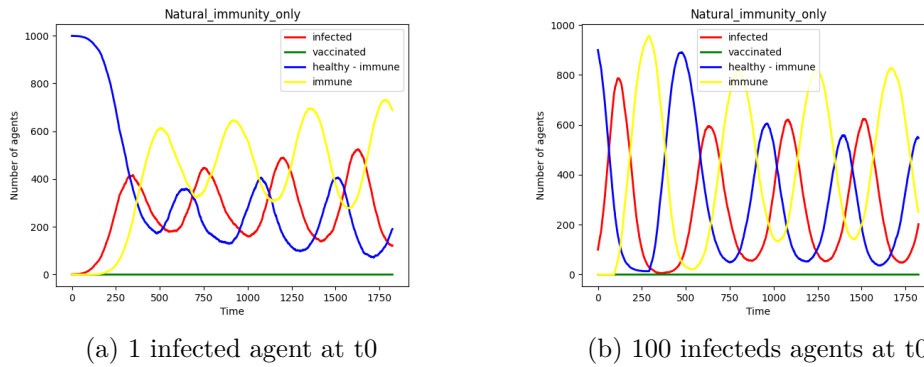 Natural_immunity_only
infected
vaccinated
healthy - immune
immune
Number of agents
1000
800
600
400
200
0
0 250 500 750 1000 1250 1500 1750
Time
(a) 1 infected agent at t0
Natural_immunity_only
infected
vaccinated
healthy - immune
immune
Number of agents
1000
800
600
400
200
0
0 250 500 750 1000 1250 1500 1750
Time
(b) 100 infecteds agents at t0